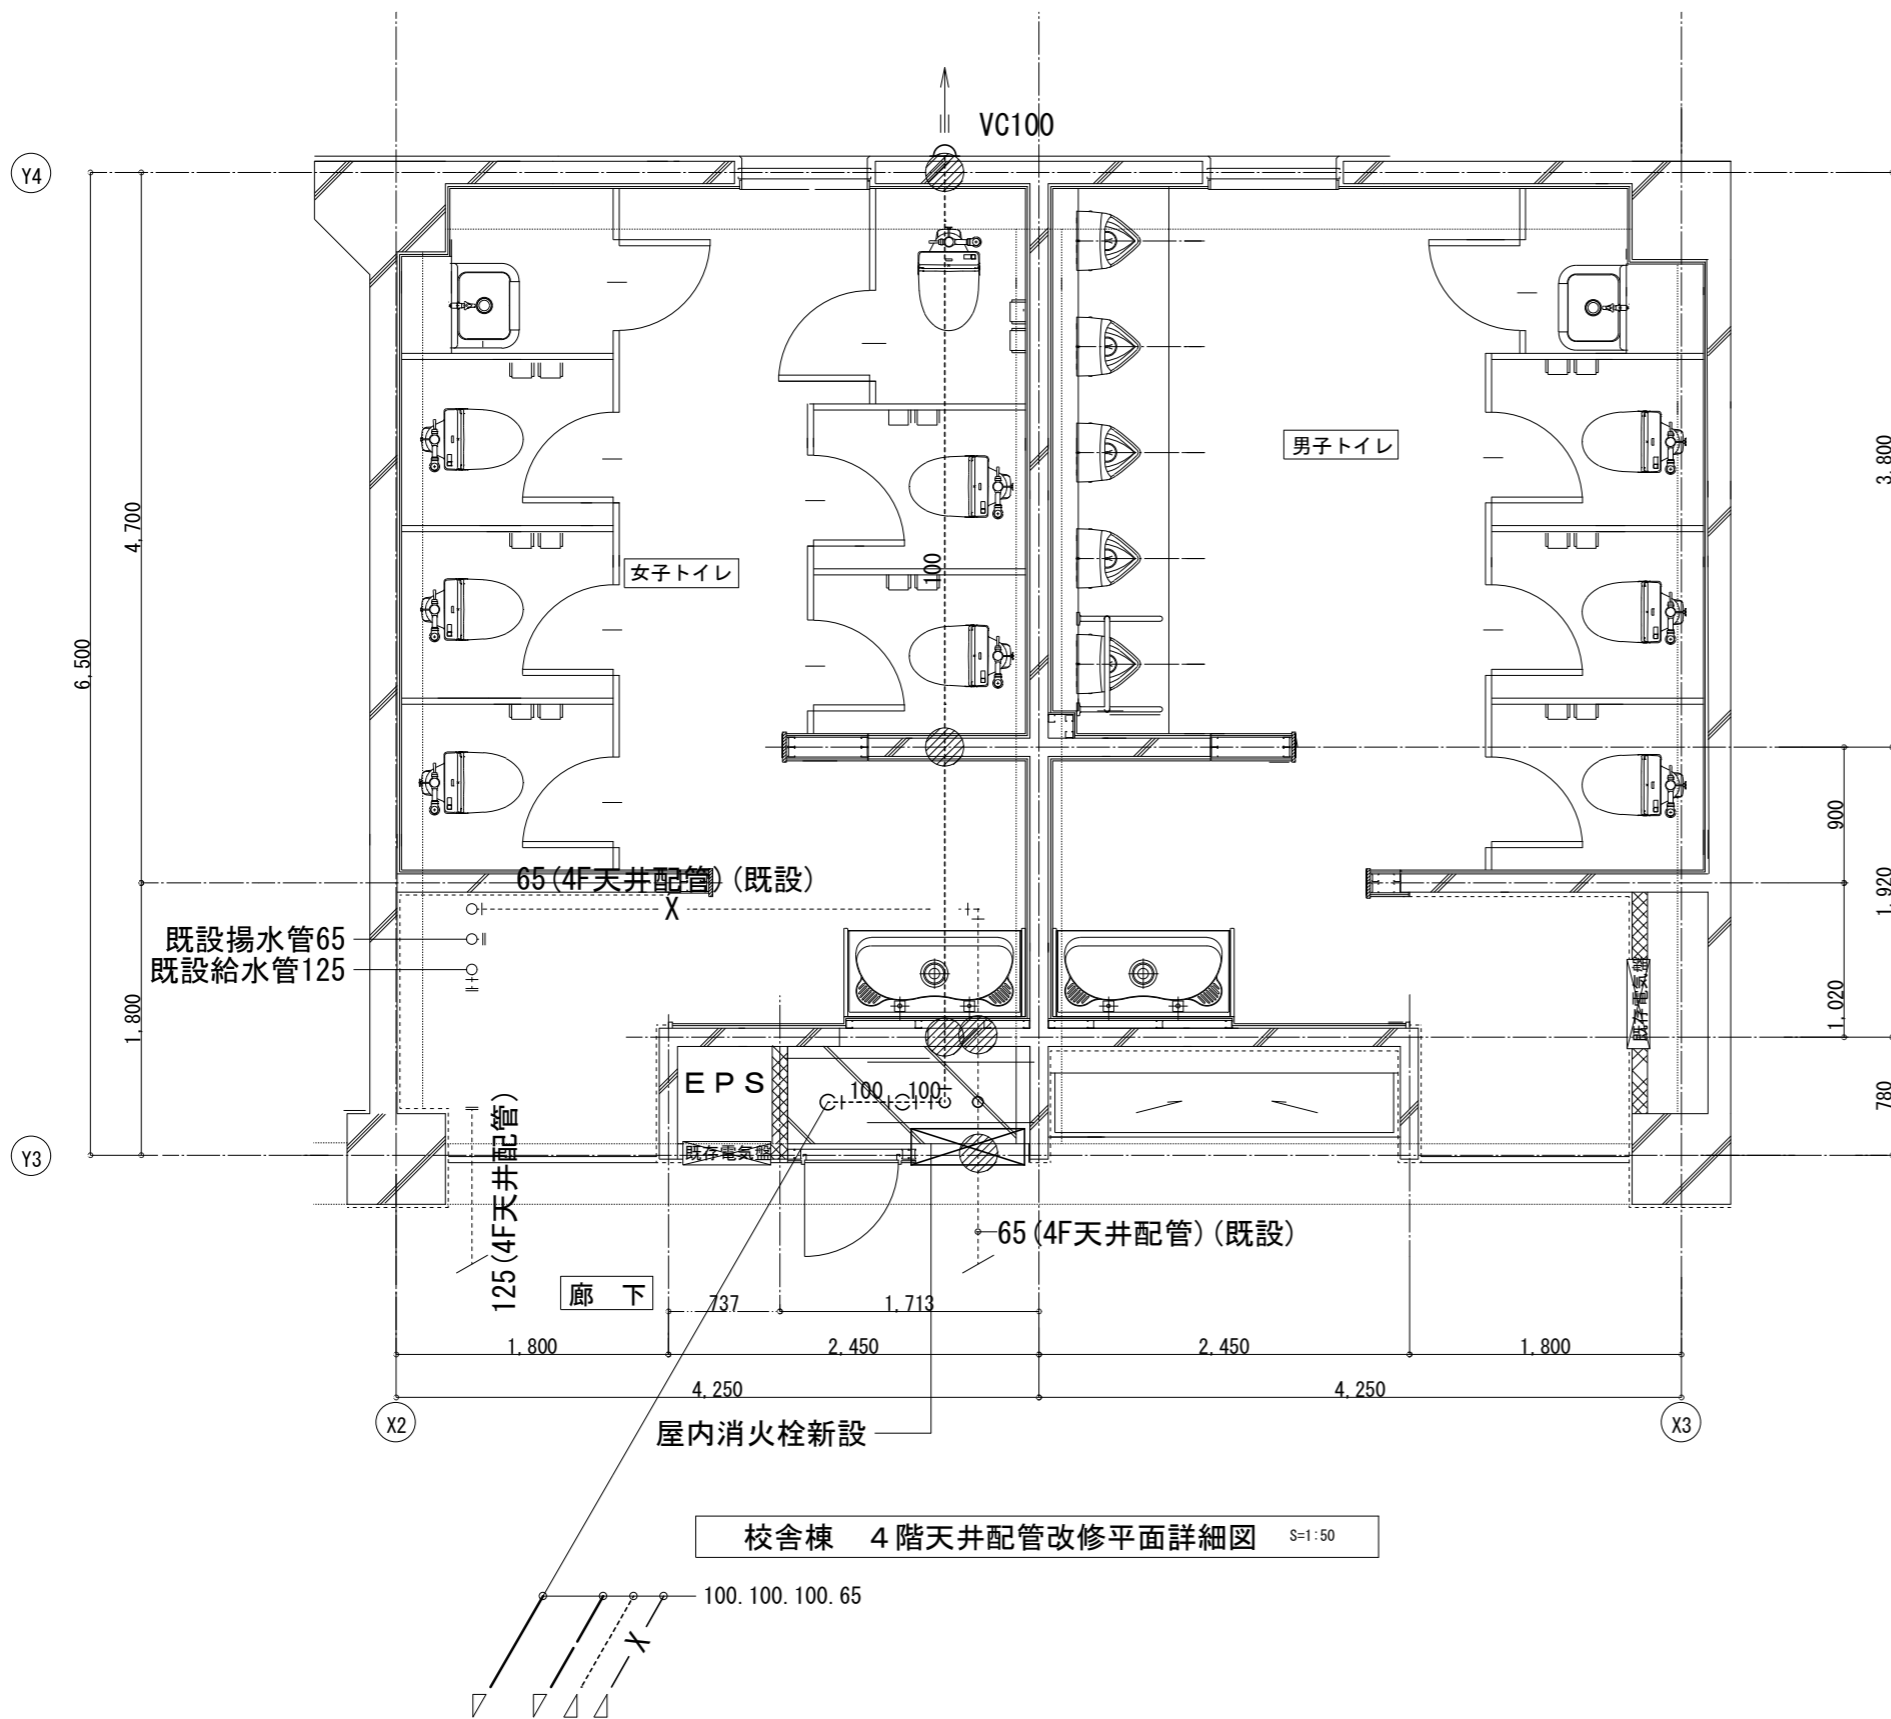 VC100
Y4
男子トイレ
3,800
4,700
100
女子トイレ
6,500
900
65(4F天井配管)(既設)
X
1,920
既設揚水管65
既設給水管125
既存電気盤
1,020
1,800
EPS
100
100
780
既存電気盤
Y3
125(4F天井配管)
65(4F天井配管)(既設)
廊 下
737
1,713
1,800
2,450
2,450
1,800
4,250
4,250
X2
X3
屋内消火栓新設
校舎棟 4階天井配管改修平面詳細図 S=1:50
100.100.100.65
X